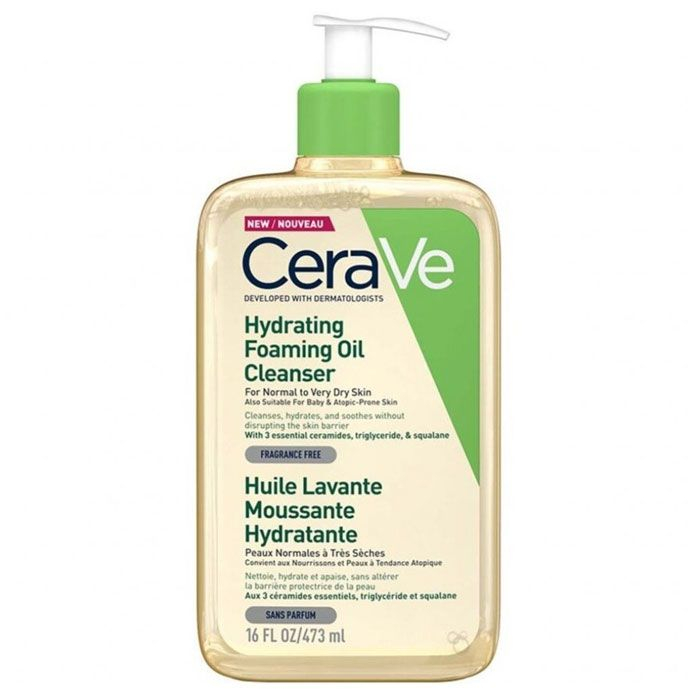 NEW / NOUVEAU
CeraVe
DEVELOPED WITH DERMATOLOGISTS
Hydrating
Foaming Oil
Cleanser
For Normal to Very Dry Skin
Also Suitable For Baby & Atopic-Prone Skin
Cleanses, hydrates, and soothes without
disrupting the skin barrier
With 3 essential ceramides, triglyceride, & squalane
FRAGRANCE FREE
Huile Lavante
Moussante
Hydratante
Peaux Normales à Très Sèches
Convient aux Nourrissons et Peaux à Tendance Atopique
Nettoie, hydrate et apaise, sans altérer
la barrière protectrice de la peau
Aux 3 céramides essentiels, triglycéride et squalane
SANS PARFUM
16 FL OZ/473 ml